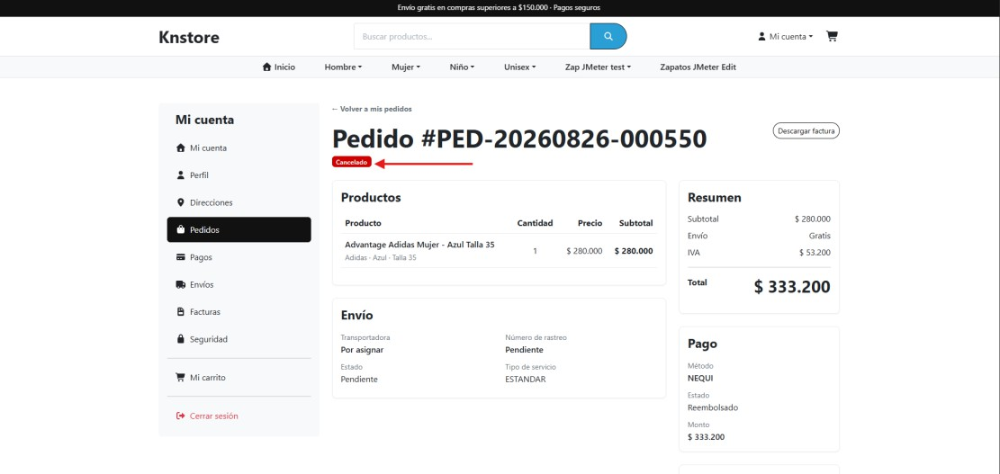 Envío gratis en compras superiores a $150.000 · Pagos seguros
Knstore
Buscar productos...
Mi cuenta
Inicio
Hombre
Mujer
Niño
Unisex
Zap JMeter test
Zapatos JMeter Edit
Mi cuenta
Mi cuenta
Perfil
Direcciones
Pedidos
Pagos
Envíos
Facturas
Seguridad
Mi carrito
Cerrar sesión
← Volver a mis pedidos
Pedido #PED-20260826-000550
Descargar factura
Cancelado
Productos
Producto Cantidad Precio Subtotal
Advantage Adidas Mujer - Azul Talla 35 1 $ 280.000 $ 280.000
Adidas · Azul · Talla 35
Envío
Transportadora Número de rastreo
Por asignar Pendiente
Estado Tipo de servicio
Pendiente ESTANDAR
Resumen
Subtotal $ 280.000
Envío Gratis
IVA $ 53.200
Total $ 333.200
Pago
Método
NEQUI
Estado
Reembolsado
Monto
$ 333.200